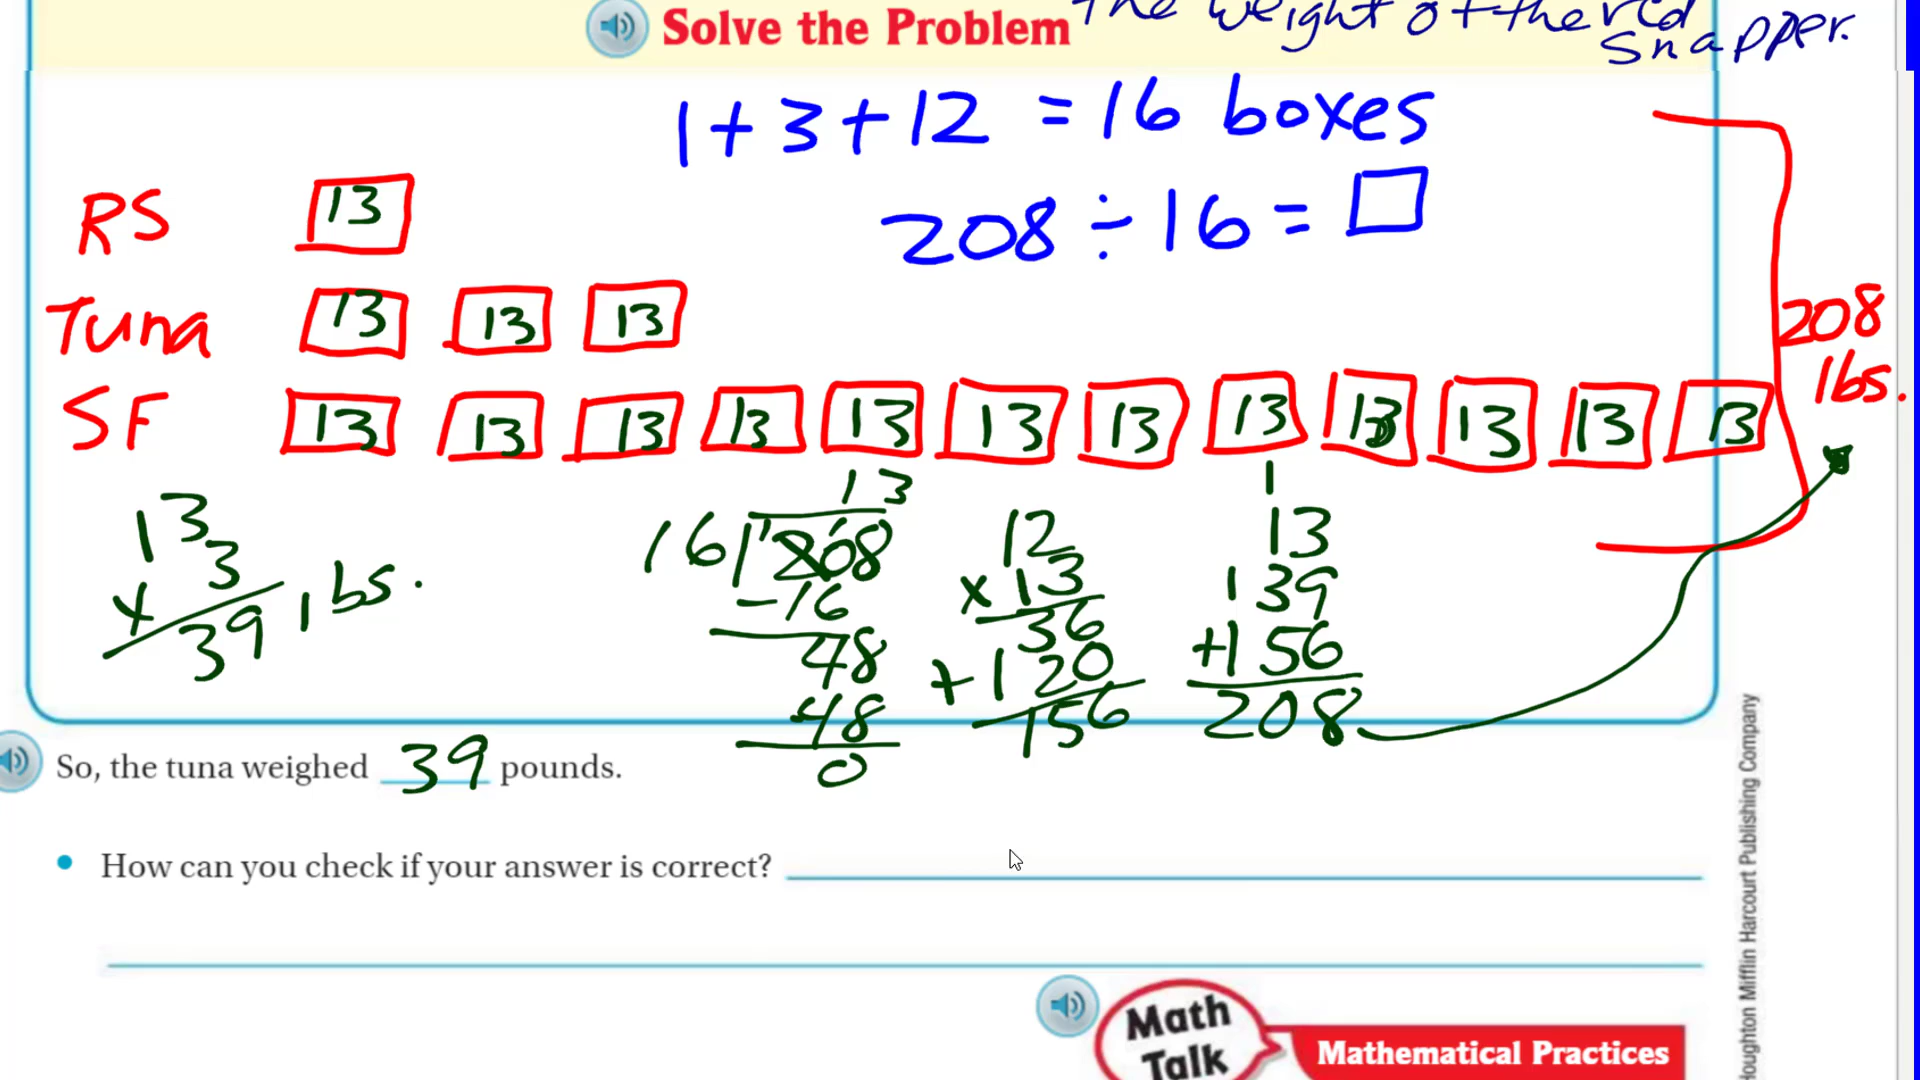 The weight of the red
snapper.
Solve the Problem
1 + 3 + 12 = 16 boxes
208 ÷ 16 = □
RS 13
Tuna 13 13 13
SF 13 13 13 13 13 13 13 13 13 13 13 13
208
lbs.
13
x 3
39 lbs.
13
16 208
-16
48
48
0
12
x 13
36
+120
156
1
13
39
+156
208
So, the tuna weighed 39 pounds.
• How can you check if your answer is correct?
Math
Talk
Mathematical Practices
Houghton Mifflin Harcourt Publishing Company